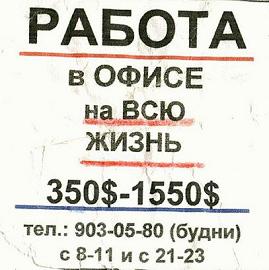 РАБОТА
в ОФИСЕ
на ВСЮ
ЖИЗНЬ
350$-1550$
тел.: 903-05-80 (будни)
с 8-11 и с 21-23